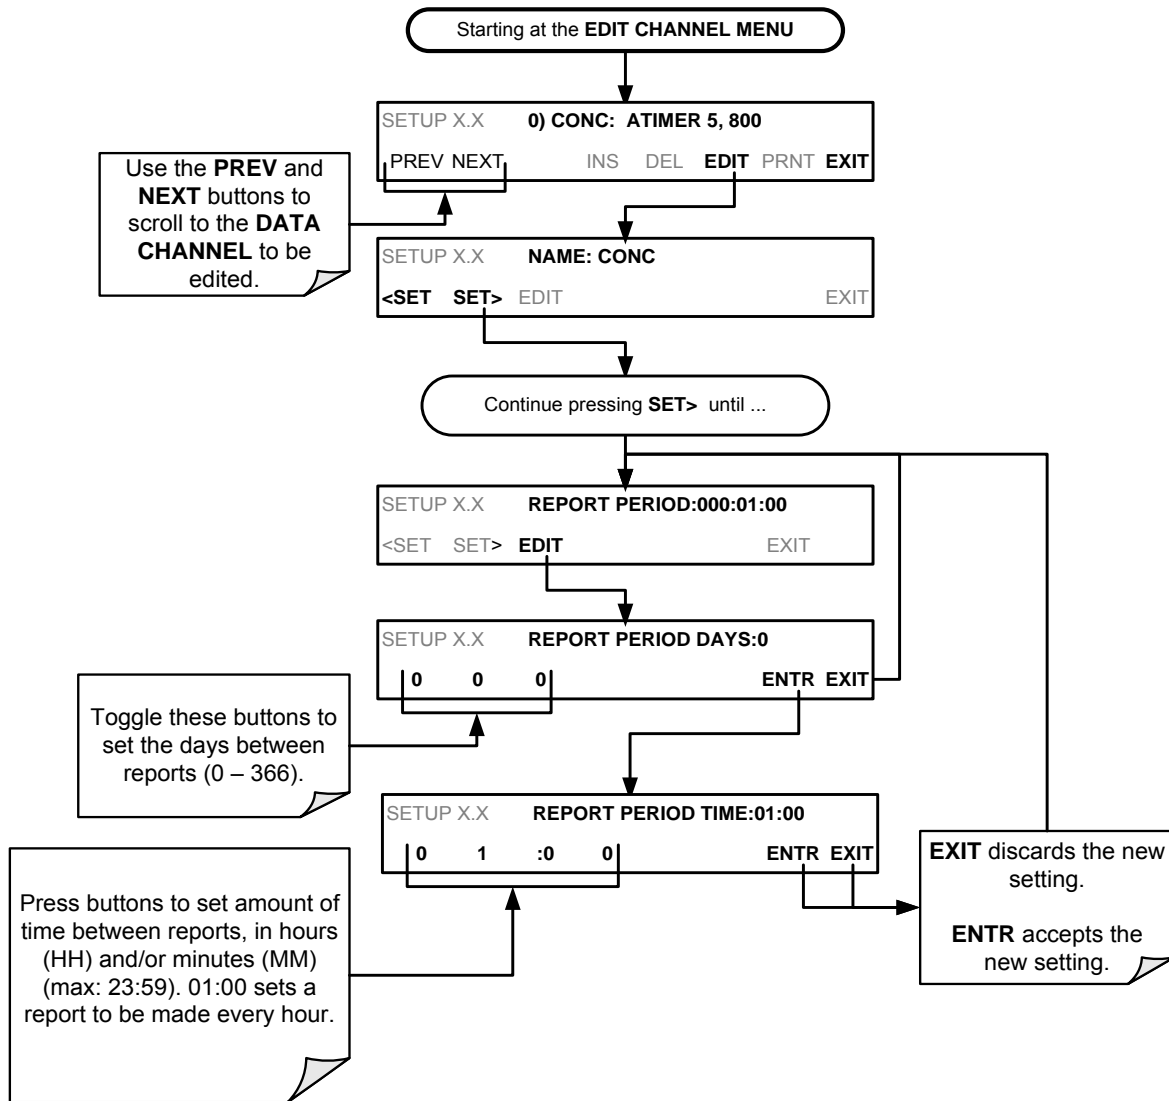 Starting at the EDIT CHANNEL MENU
SETUP X.X 0) CONC: ATIMER 5, 800
PREV NEXT INS DEL EDIT PRNT EXIT
Use the PREV and
NEXT buttons to
scroll to the DATA
CHANNEL to be
edited.
SETUP X.X NAME: CONC
<SET SET> EDIT EXIT
Continue pressing SET> until ...
SETUP X.X REPORT PERIOD:000:01:00
<SET SET> EDIT EXIT
SETUP X.X REPORT PERIOD DAYS:0
0 0 0 ENTR EXIT
Toggle these buttons to
set the days between
reports (0 – 366).
SETUP X.X REPORT PERIOD TIME:01:00
0 1 :0 0 ENTR EXIT
Press buttons to set amount of
time between reports, in hours
(HH) and/or minutes (MM)
(max: 23:59). 01:00 sets a
report to be made every hour.
EXIT discards the new
setting.
ENTR accepts the
new setting.